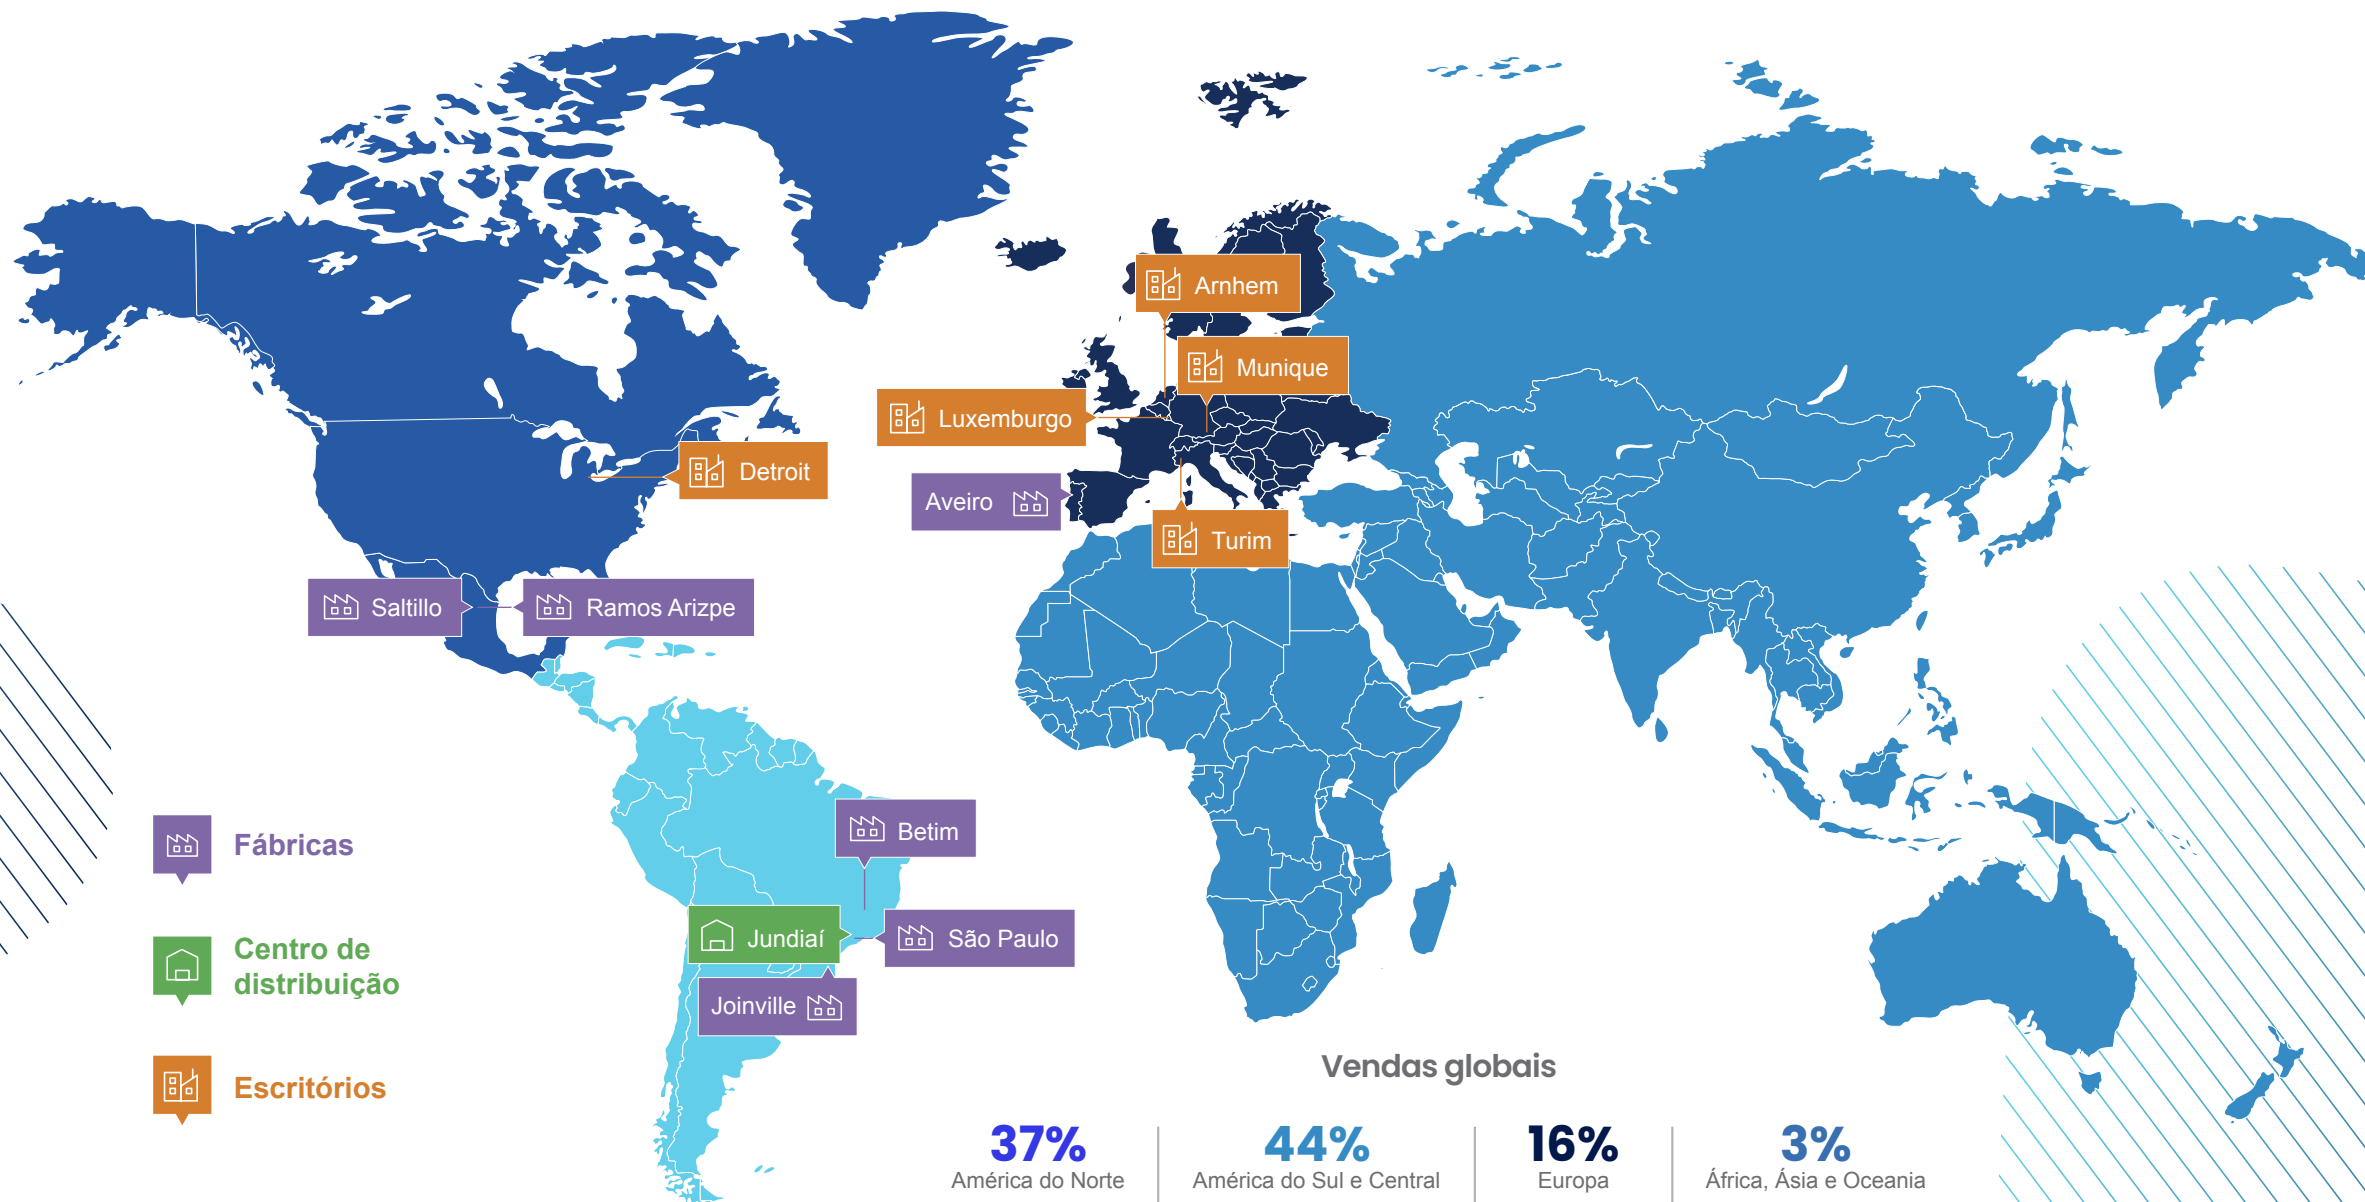 Arnhem
Munique
Luxemburgo
Detroit
Aveiro
Turim
Saltillo
Ramos Arizpe
Betim
Fábricas
Jundiaí
São Paulo
Centro de
distribuição
Joinville
Escritórios
Vendas globais
37%
América do Norte
44%
América do Sul e Central
16%
Europa
3%
África, Ásia e Oceania